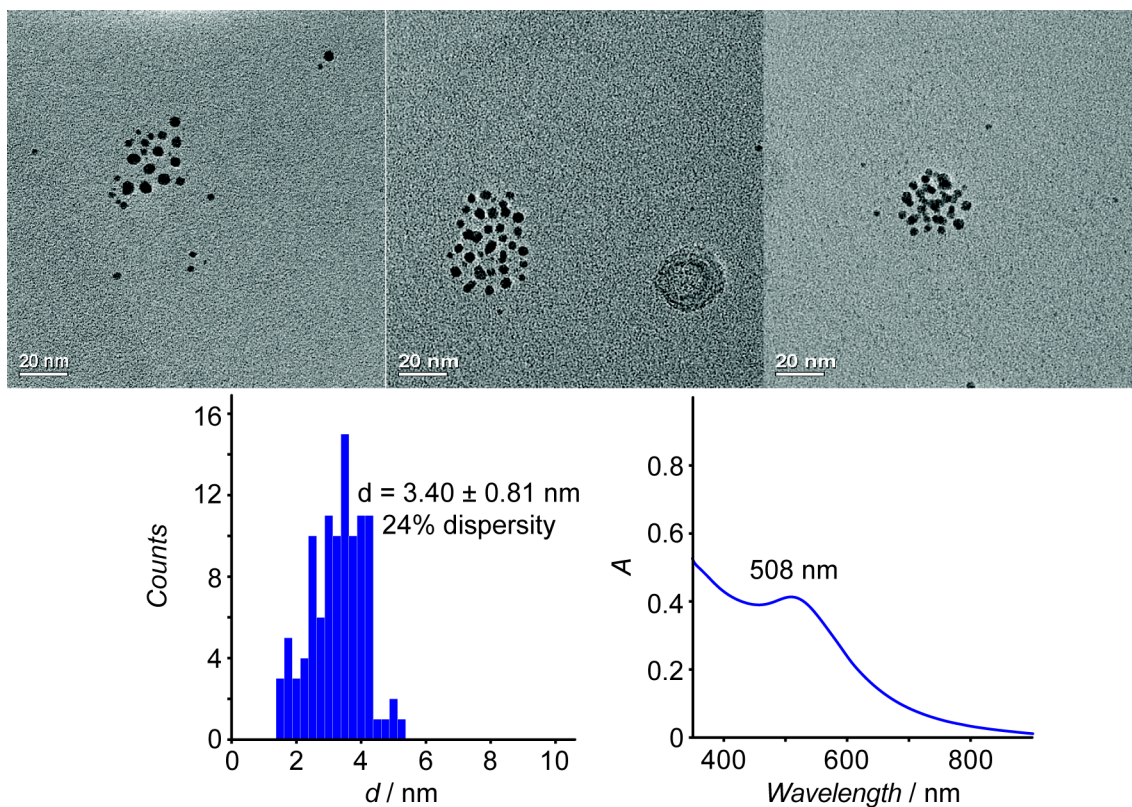 20 nm
20 nm
20 nm
16
12
8
4
0
Counts
d = 3.40 ± 0.81 nm
24% dispersity
0 2 4 6 8 10
d / nm
0.8
0.6
0.4
0.2
0
A
508 nm
400 600 800
Wavelength / nm